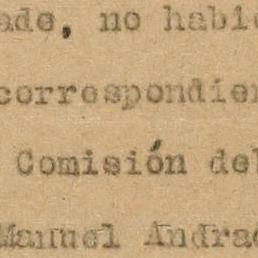 ade, no habi
correspondie
Comisión de
Manuel Andra